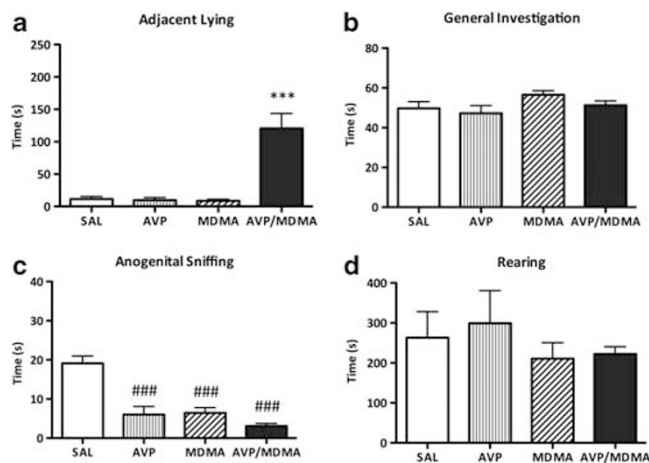 a
Adjacent Lying
250
200
150
100
50
0
Time (s)
***
SAL AVP MDMA AVP/MDMA
b
General Investigation
80
60
40
20
0
Time (s)
SAL AVP MDMA AVP/MDMA
c
Anogenital Sniffing
40
30
20
10
0
Time (s)
###
###
###
SAL AVP MDMA AVP/MDMA
d
Rearing
400
300
200
100
0
Time (s)
SAL AVP MDMA AVP/MDMA